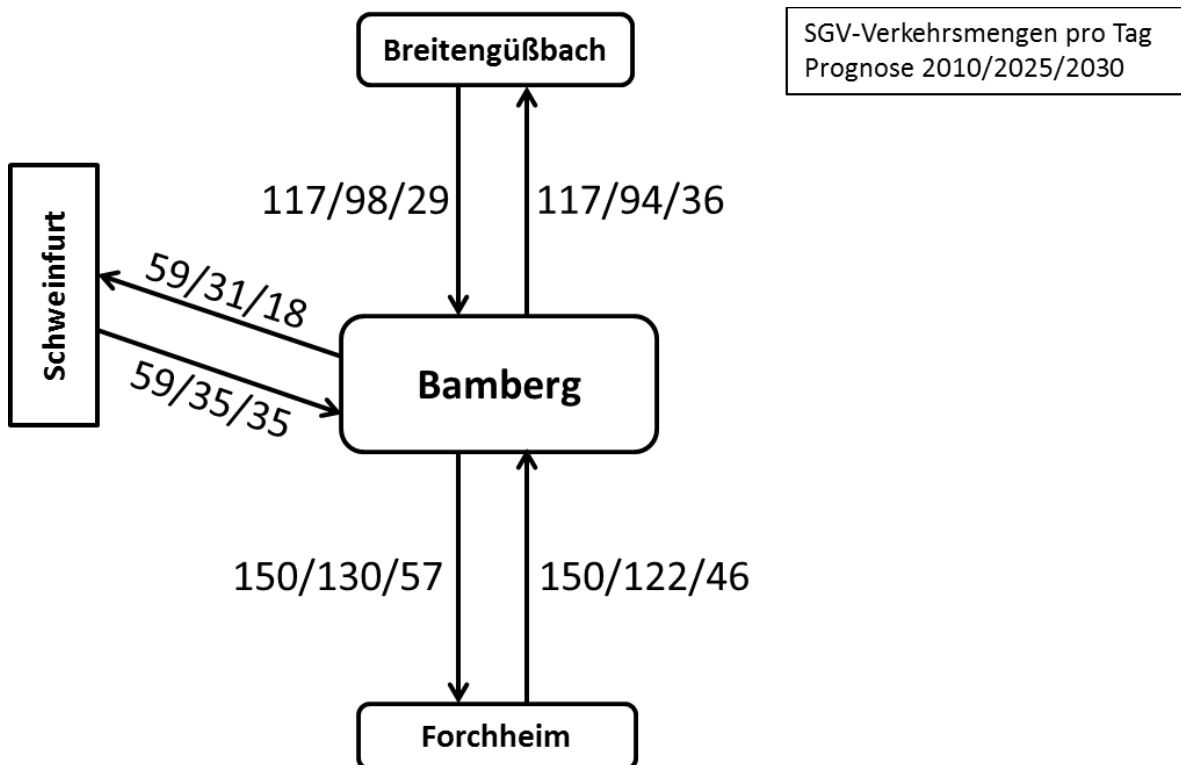 Breitengüßbach
SGV-Verkehrsmengen pro Tag
Prognose 2010/2025/2030
117/98/29
117/94/36
Schweinfurt
59/31/18
59/35/35
Bamberg
150/130/57
150/122/46
Forchheim